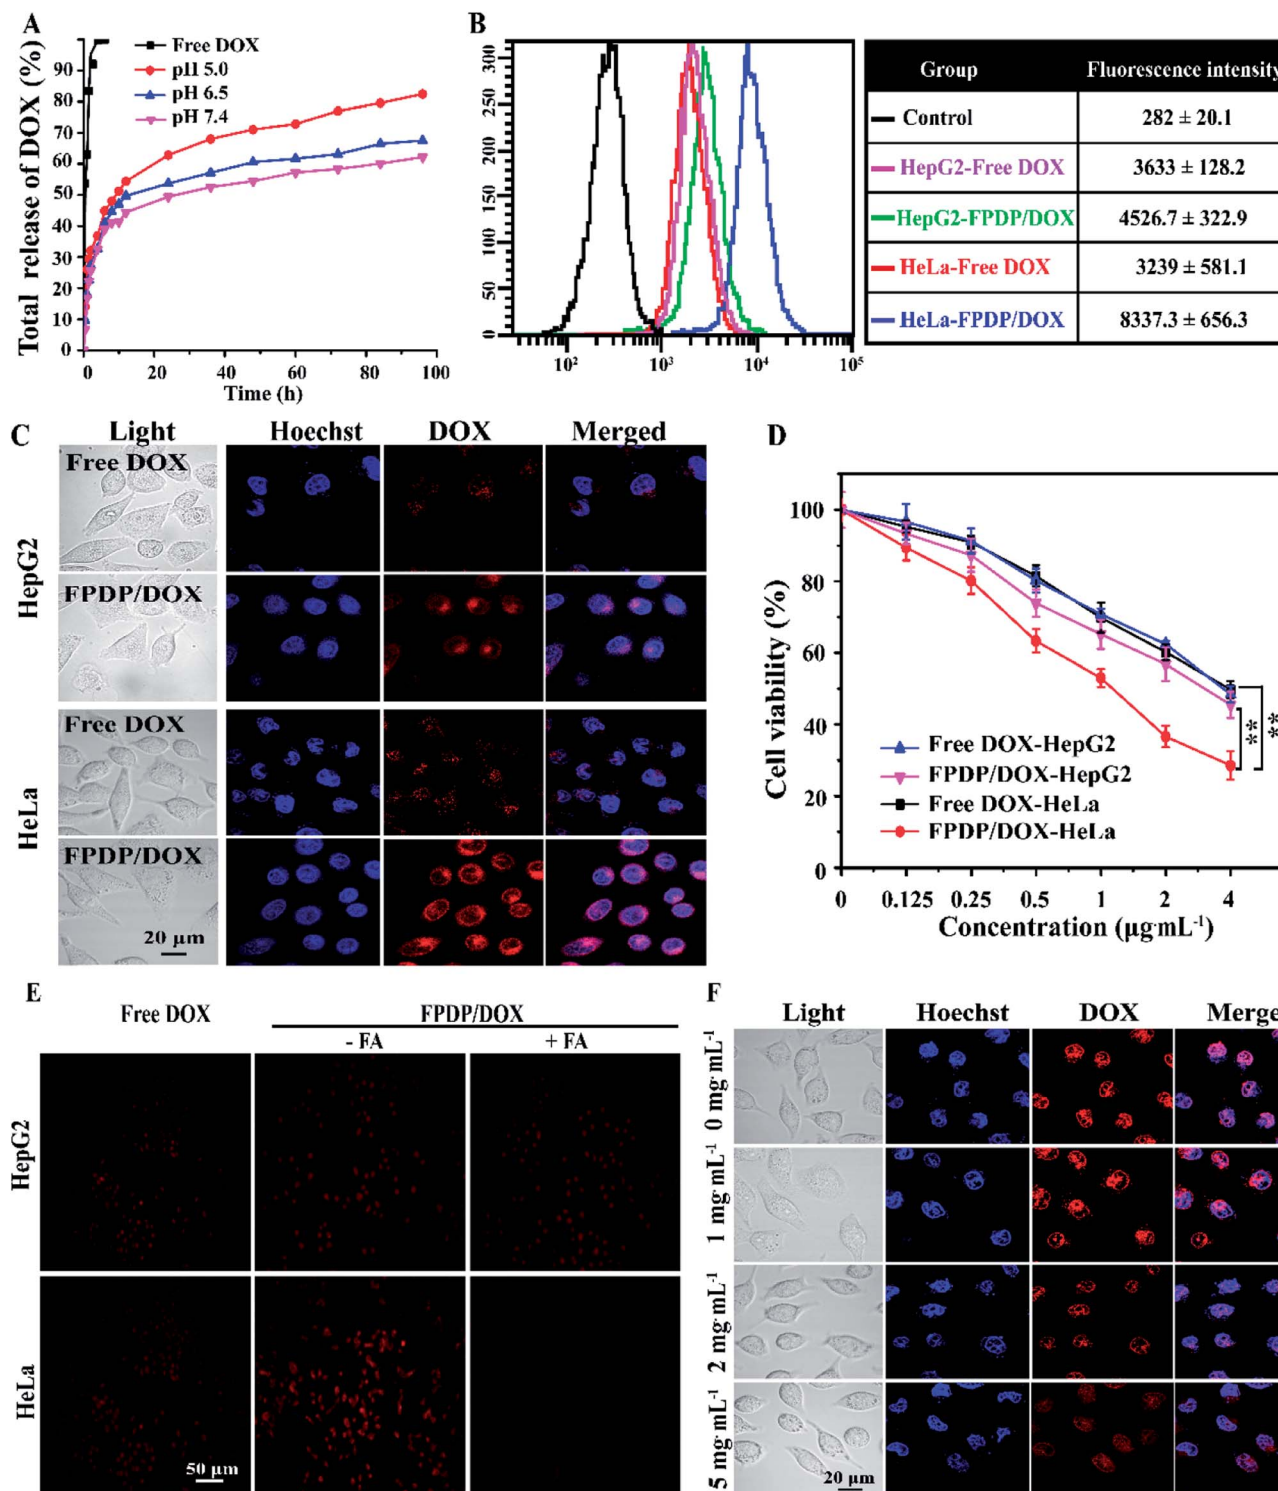 A
Total release of DOX (%)
90
80
70
60
50
40
30
20
10
0
0 20 40 60 80 100
Time (h)
Free DOX
pH 5.0
pH 6.5
pH 7.4
B
300
250
200
150
100
50
0
10² 10³ 10⁴ 10⁵
Group Fluorescence intensity
Control 282 ± 20.1
HepG2-Free DOX 3633 ± 128.2
HepG2-FPDP/DOX 4526.7 ± 322.9
HeLa-Free DOX 3239 ± 581.1
HeLa-FPDP/DOX 8337.3 ± 656.3
C
Light Hoechst DOX Merged
HepG2
Free DOX
FPDP/DOX
HeLa
Free DOX
FPDP/DOX
20 μm
D
Cell viability (%)
100
80
60
40
20
0
0 0.125 0.25 0.5 1 2 4
Concentration (μg·mL⁻¹)
Free DOX-HepG2
FPDP/DOX-HepG2
Free DOX-HeLa
FPDP/DOX-HeLa
**
**
E
Free DOX FPDP/DOX
- FA + FA
HepG2
HeLa
50 μm
F
Light Hoechst DOX Merge
0 mg·mL⁻¹
1 mg·mL⁻¹
2 mg·mL⁻¹
5 mg·mL⁻¹
20 μm